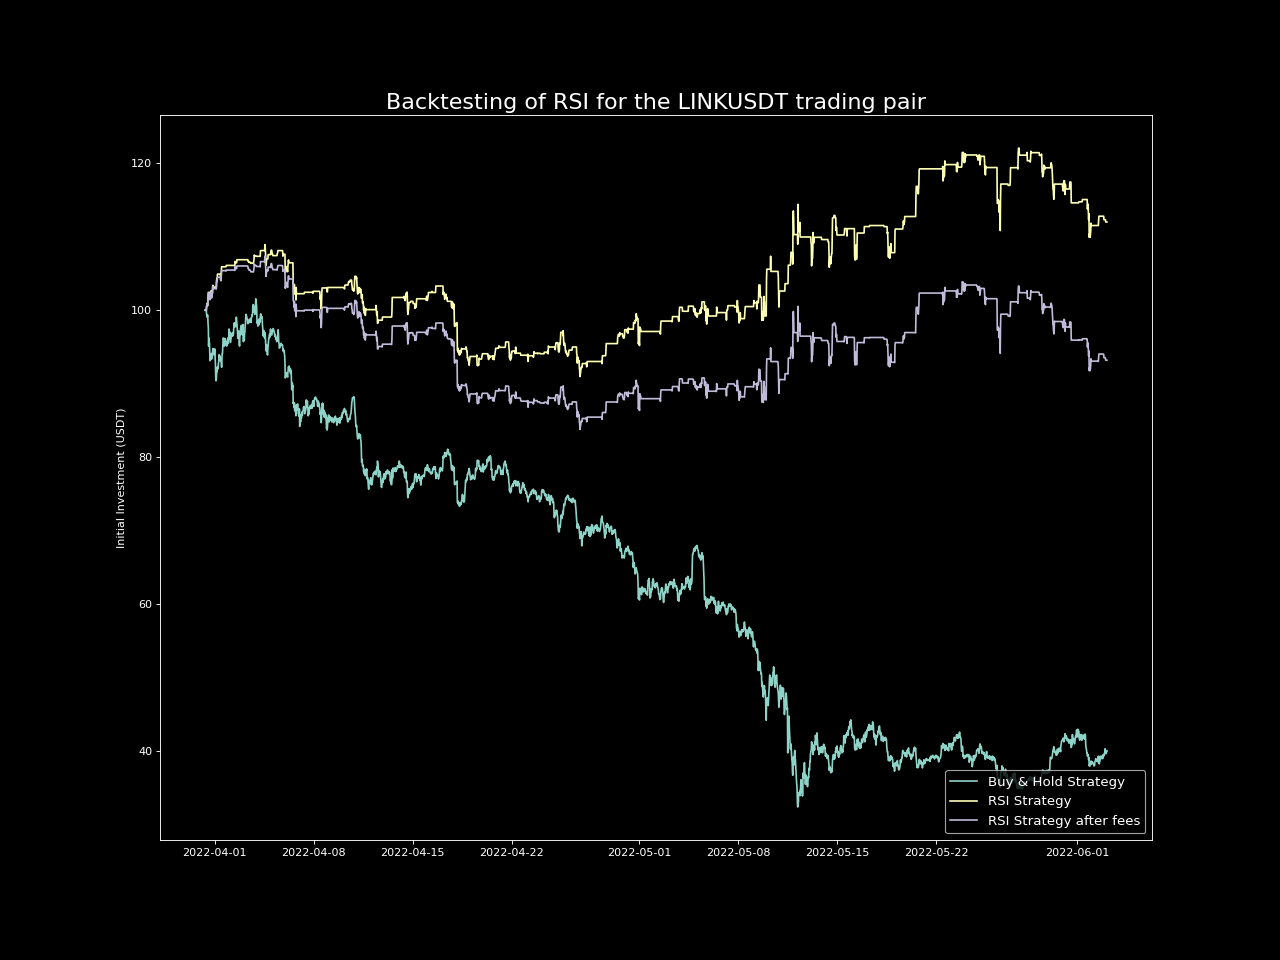 Backtesting of RSI for the LINKUSDT trading pair
Initial Investment (USDT)
120
100
80
60
40
2022-04-01 2022-04-08 2022-04-15 2022-04-22 2022-05-01 2022-05-08 2022-05-15 2022-05-22 2022-06-01
Buy & Hold Strategy
RSI Strategy
RSI Strategy after fees